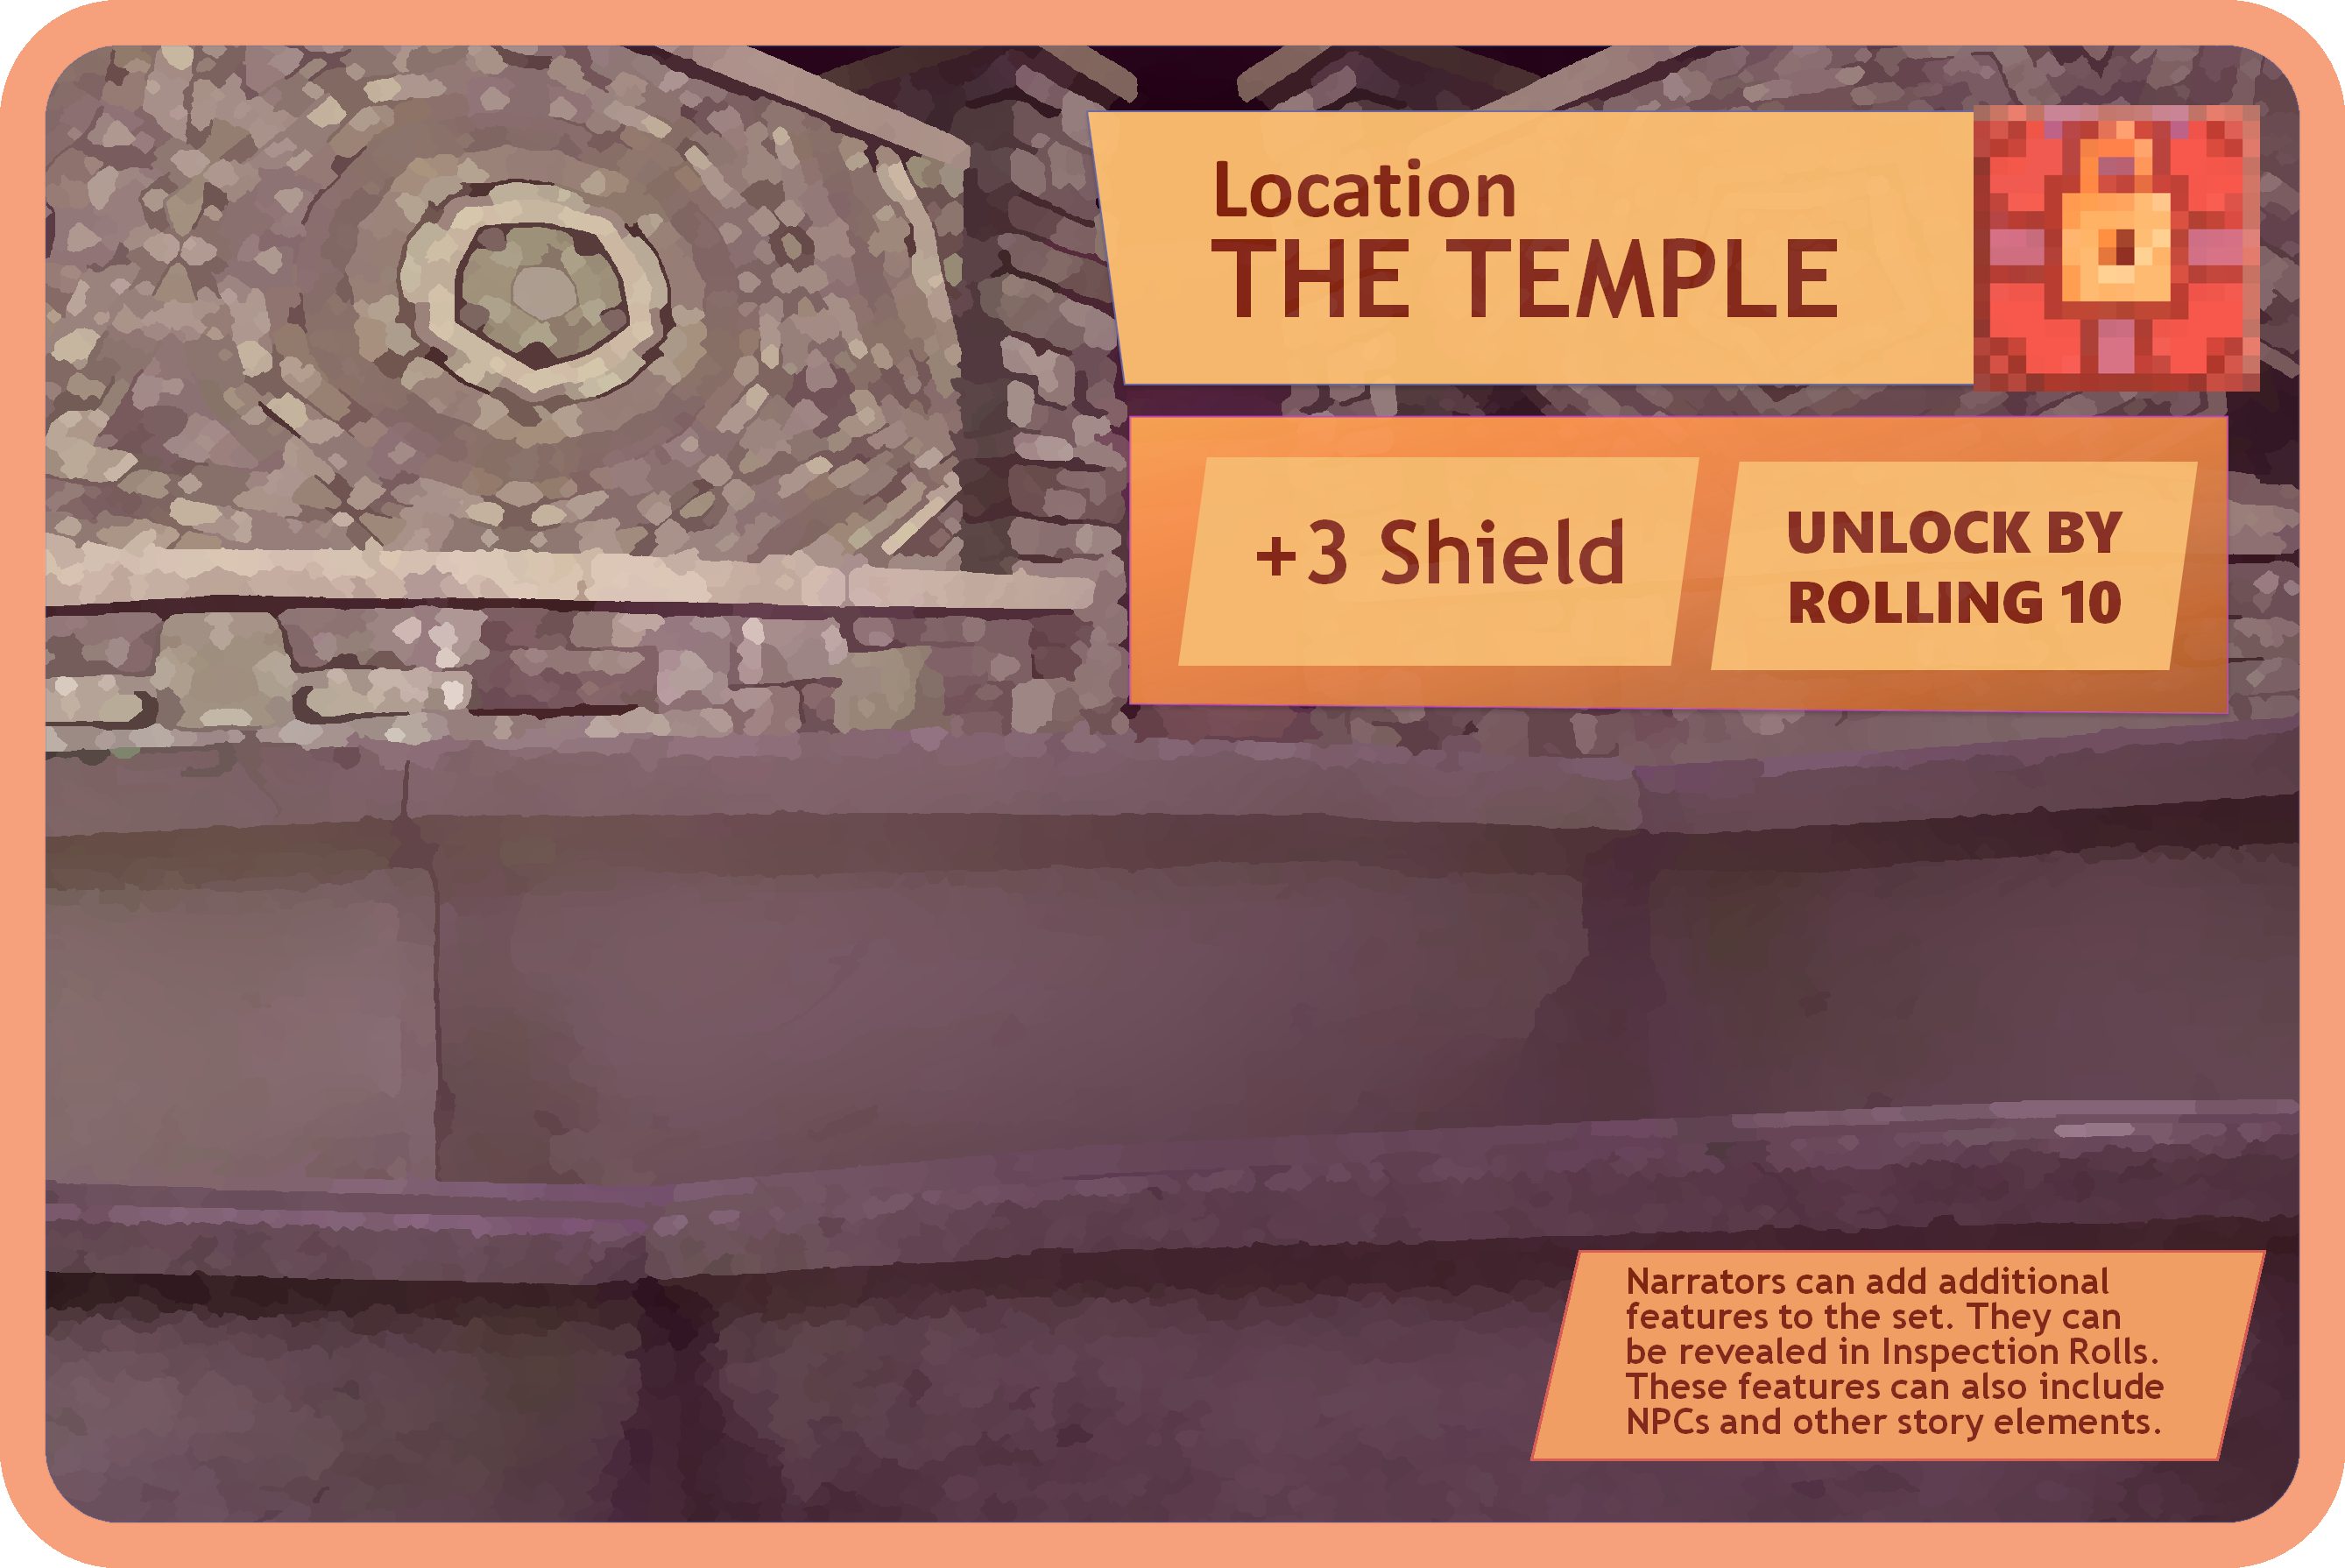 Location
THE TEMPLE
+3 Shield
UNLOCK BY
ROLLING 10
Narrators can add additional
features to the set. They can
be revealed in Inspection Rolls.
These features can also include
NPCs and other story elements.